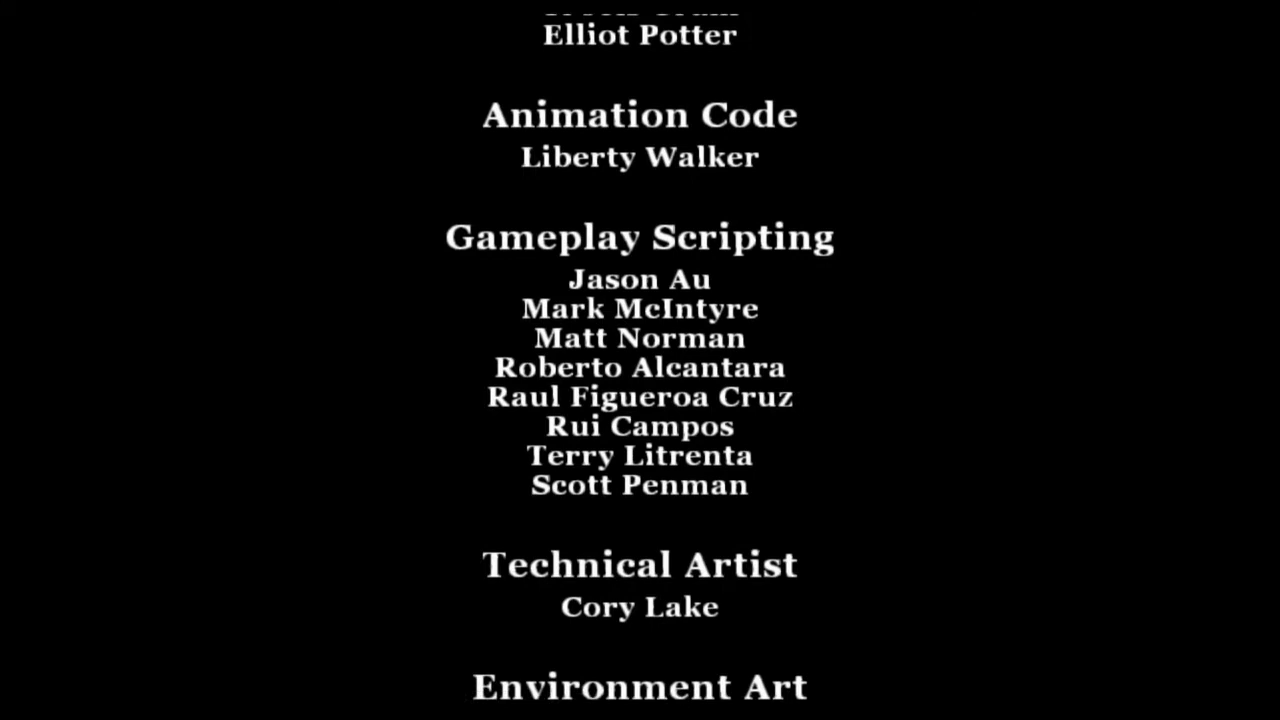 Elliot Potter
Animation Code
Liberty Walker
Gameplay Scripting
Jason Au
Mark McIntyre
Matt Norman
Roberto Alcantara
Raul Figueroa Cruz
Rui Campos
Terry Litrenta
Scott Penman
Technical Artist
Cory Lake
Environment Art